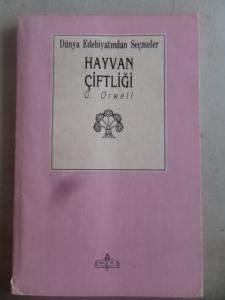 Dünya Edebiyatından Seçmeler
HAYVAN
ÇİFTLİĞİ
G. Orwell